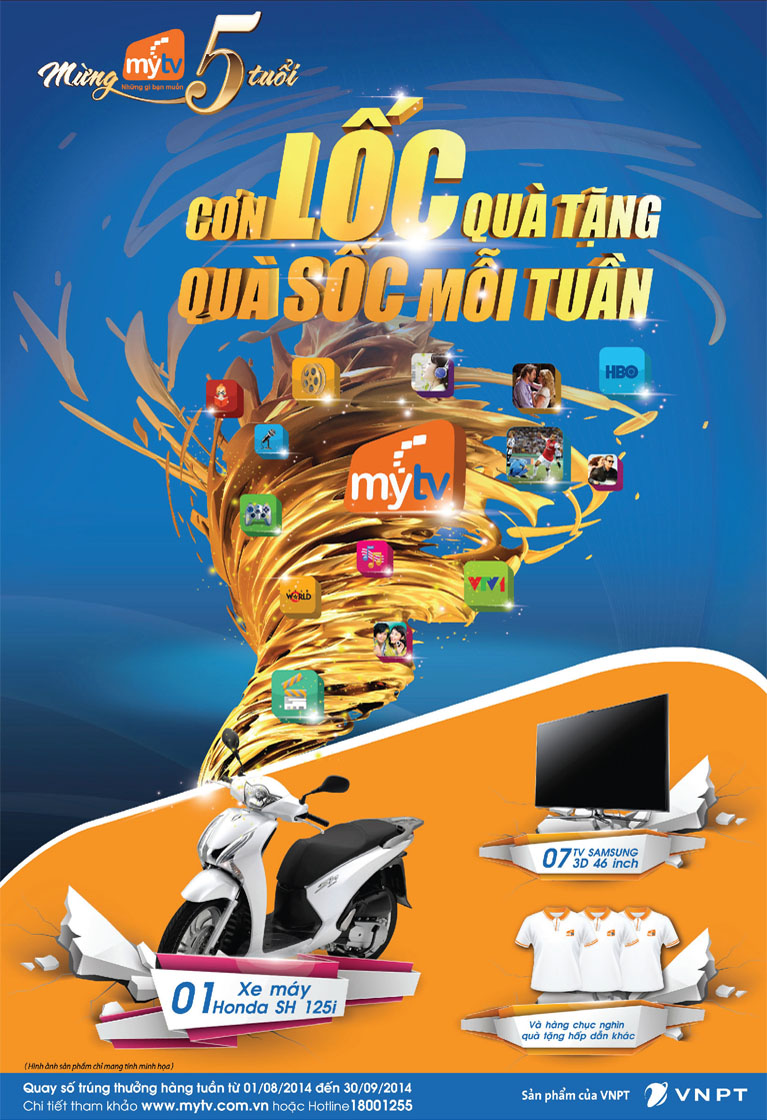 Mừng mytv 5 tuổi
Những gì bạn muốn
CƠN LỐC QUÀ TẶNG
QUÀ SỐC MỖI TUẦN
HBO
mytv
WORLD
VTV1
07 TV SAMSUNG
3D 46 inch
01 Xe máy
Honda SH 125i
Và hàng chục nghìn
quà tặng hấp dẫn khác
(Hình ảnh sản phẩm chỉ mang tính minh họa)
Quay số trúng thưởng hàng tuần từ 01/08/2014 đến 30/09/2014
Chi tiết tham khảo www.mytv.com.vn hoặc Hotline18001255
Sản phẩm của VNPT VNPT